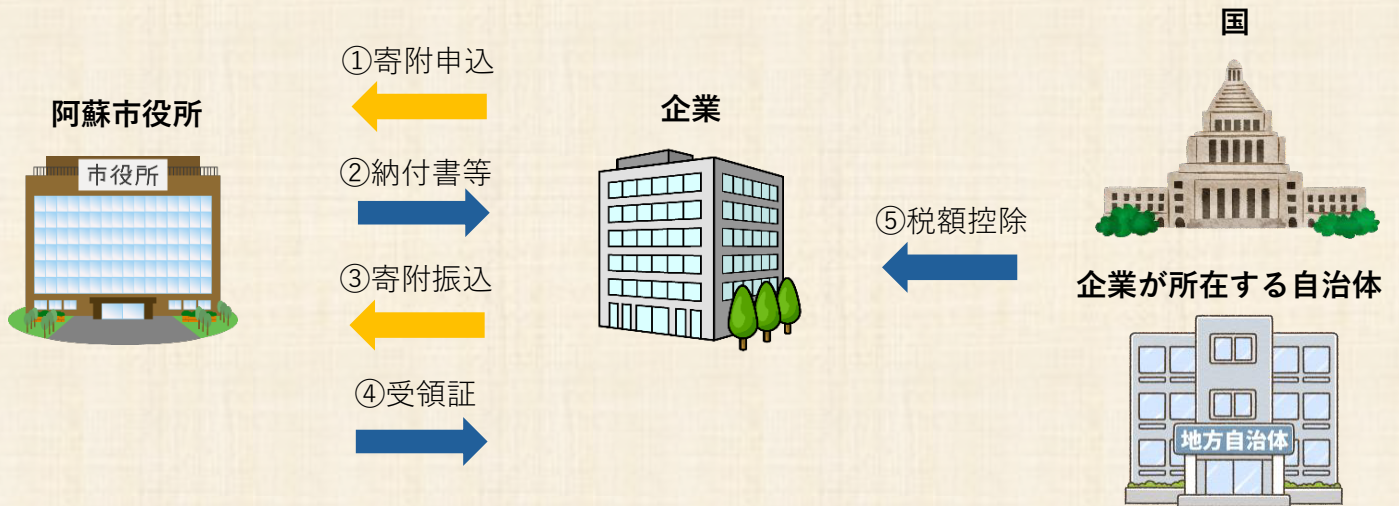 阿蘇市役所
市役所
①寄附申込
②納付書等
③寄附振込
④受領証
企業
⑤税額控除
国
企業が所在する自治体
地方自治体